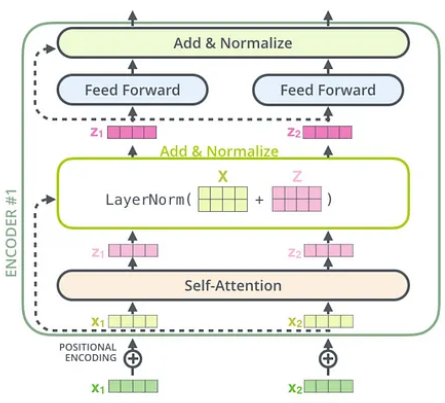 Add & Normalize
Feed Forward Feed Forward
z1 z2
Add & Normalize
X Z
LayerNorm( + )
z1 z2
Self-Attention
x1 x2
POSITIONAL
ENCODING
x1 x2
ENCODER #1